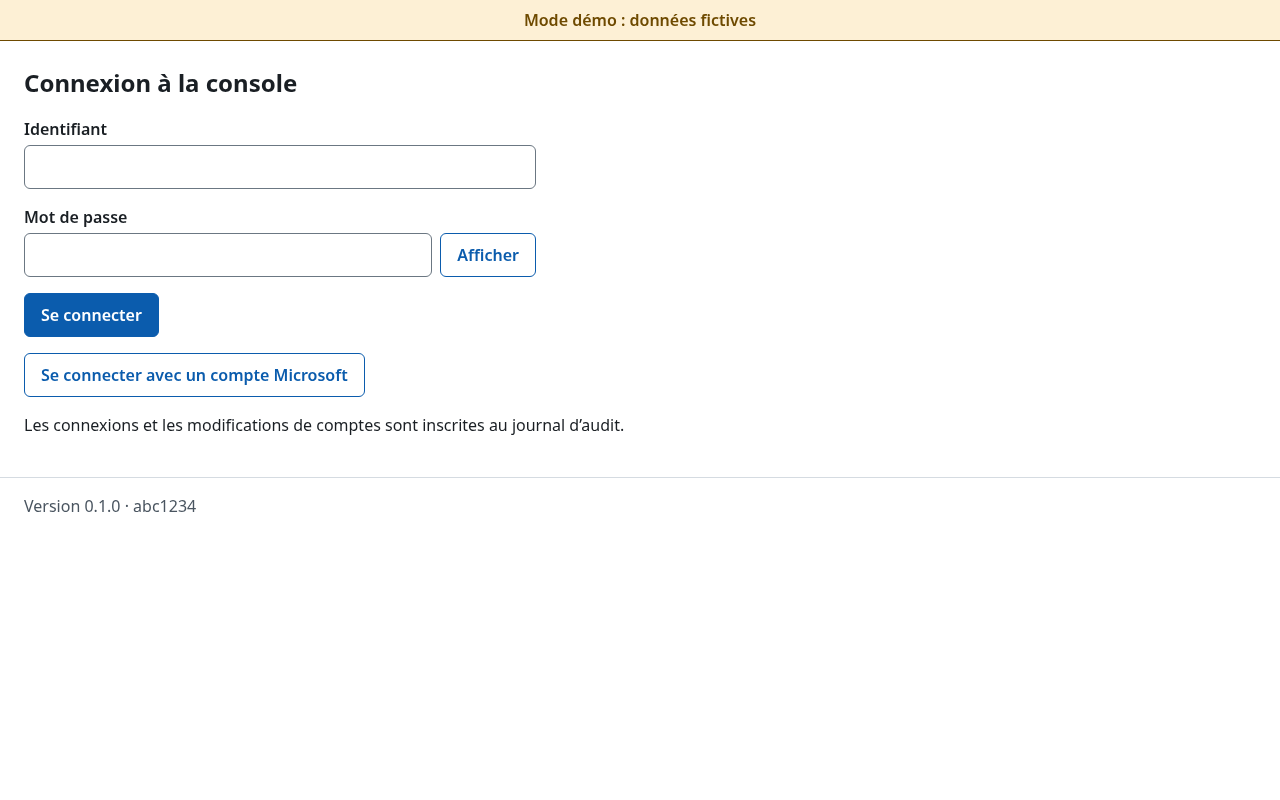 Mode démo : données fictives
Connexion à la console
Identifiant
Mot de passe
Afficher
Se connecter
Se connecter avec un compte Microsoft
Les connexions et les modifications de comptes sont inscrites au journal d’audit.
Version 0.1.0 · abc1234